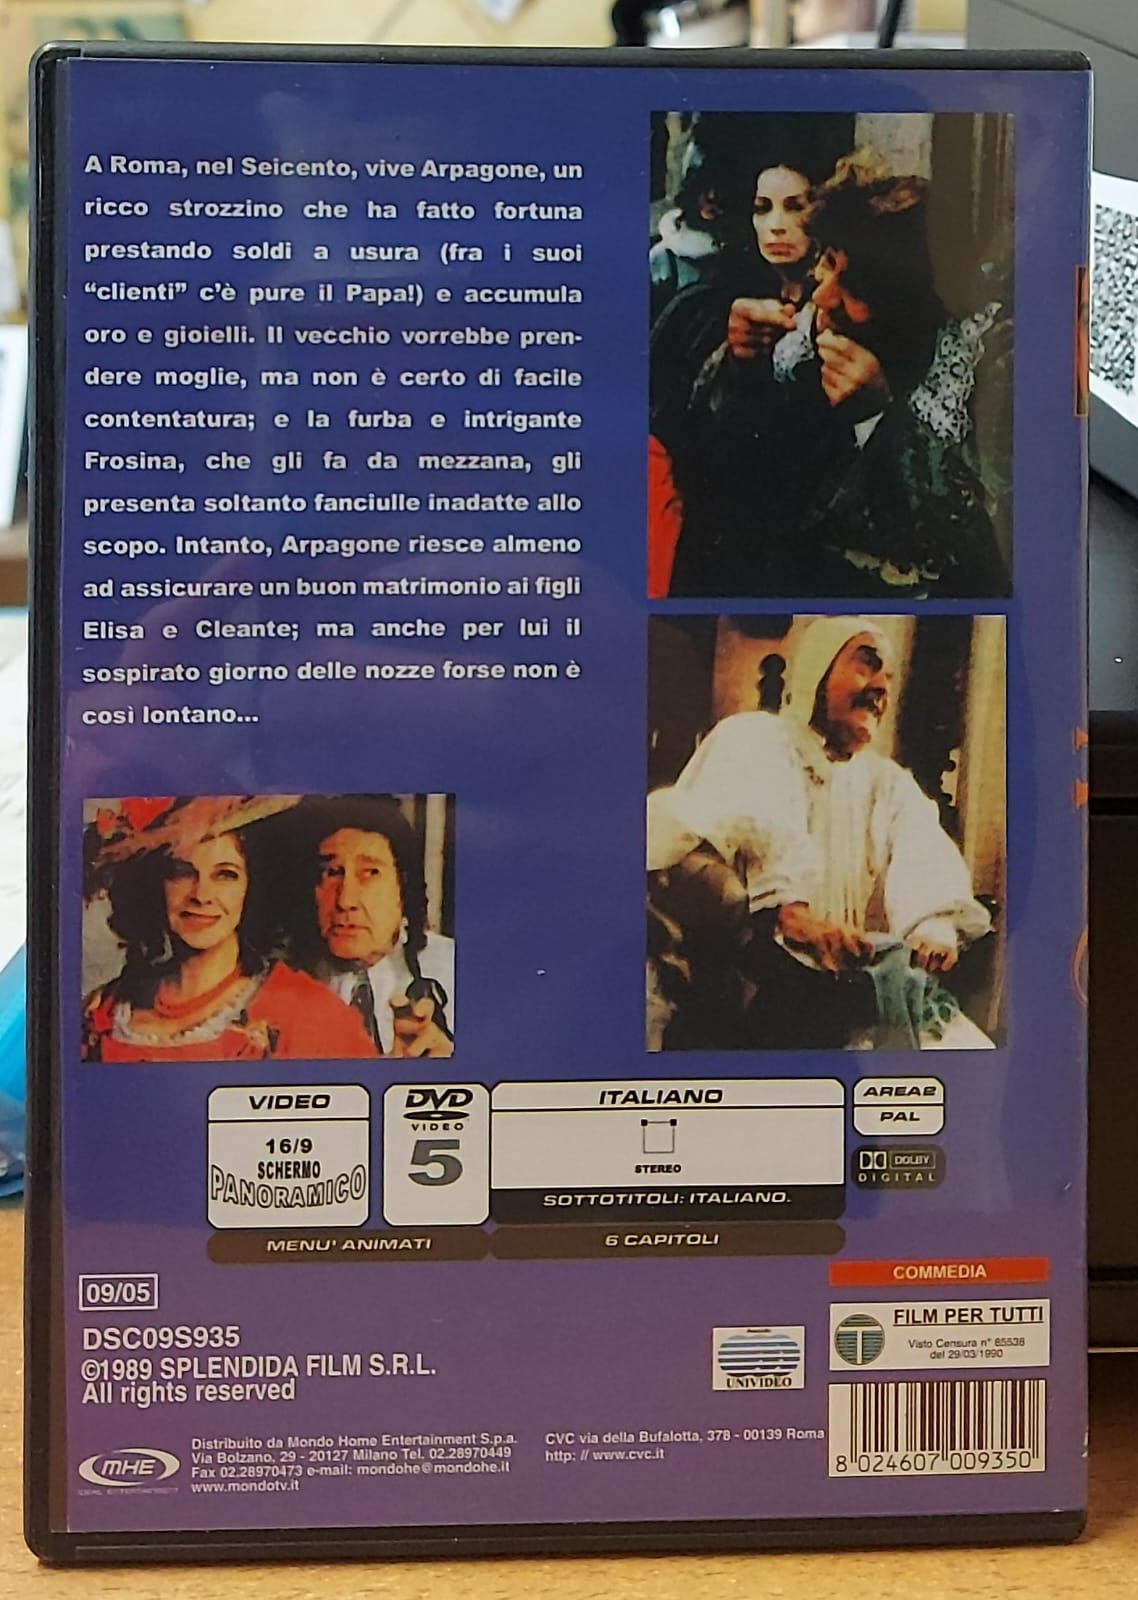 A Roma, nel Seicento, vive Arpagone, un
ricco strozzino che ha fatto fortuna
prestando soldi a usura (fra i suoi
“clienti” c'è pure il Papa!) e accumula
oro e gioielli. Il vecchio vorrebbe pren-
dere moglie, ma non è certo di facile
contentatura; e la furba e intrigante
Frosina, che gli fa da mezzana, gli
presenta soltanto fanciulle inadatte allo
scopo. Intanto, Arpagone riesce almeno
ad assicurare un buon matrimonio ai figli
Elisa e Cleante; ma anche per lui il
sospirato giorno delle nozze forse non è
così lontano...
VIDEO
16/9
SCHERMO
PANORAMICO
DVD
VIDEO
5
ITALIANO
STEREO
SOTTOTITOLI: ITALIANO.
AREA2
PAL
DOLBY
DIGITAL
MENU' ANIMATI
6 CAPITOLI
COMMEDIA
09/05
DSC09S935
©1989 SPLENDIDA FILM S.R.L.
All rights reserved
UNIVIDEO
T
FILM PER TUTTI
Visto Censura n° 85538
del 29/03/1990
MHE
Distribuito da Mondo Home Entertainment S.p.a.
Via Bolzano, 29 - 20127 Milano Tel. 02.28970449
Fax 02.28970473 e-mail: mondohe@mondohe.it
www.mondotv.it
CVC via della Bufalotta, 378 - 00139 Roma
http: // www.cvc.it
8 024607 009350